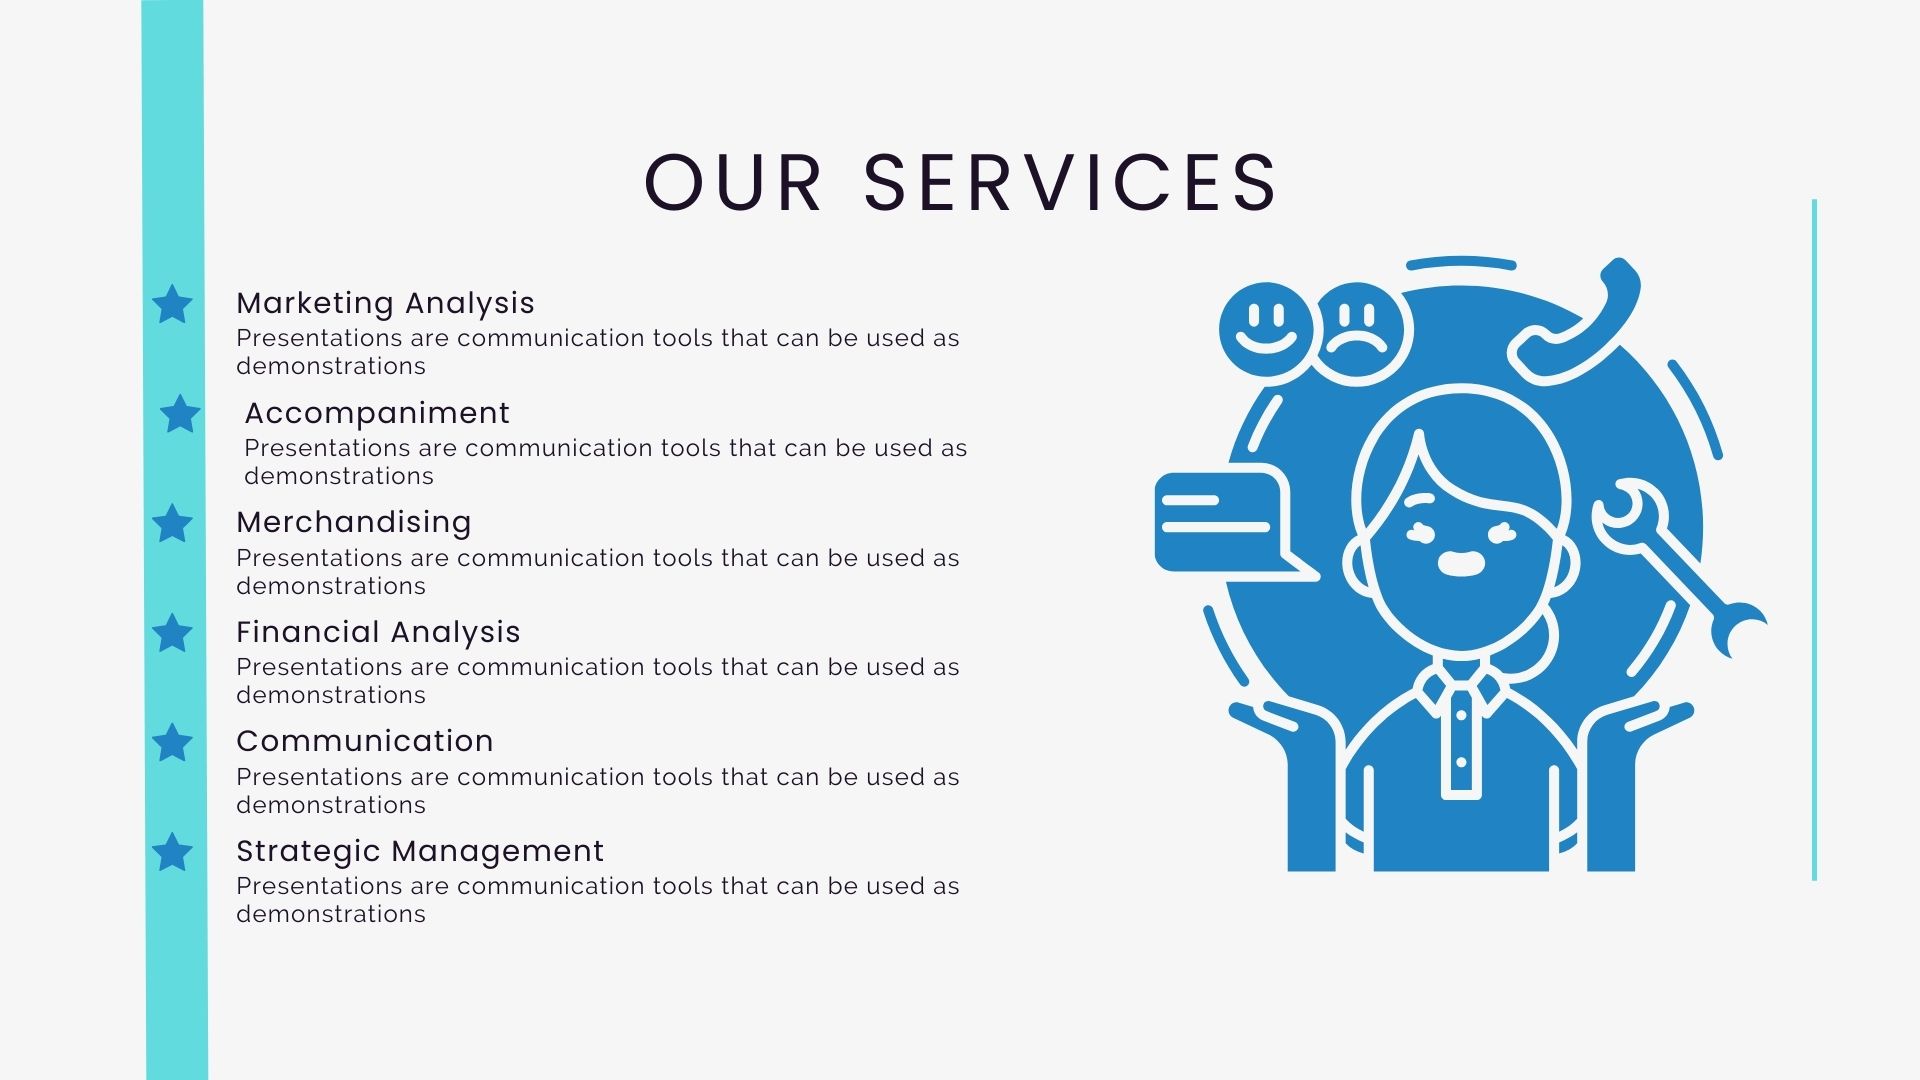 OUR SERVICES
Marketing Analysis
Presentations are communication tools that can be used as
demonstrations
Accompaniment
Presentations are communication tools that can be used as
demonstrations
Merchandising
Presentations are communication tools that can be used as
demonstrations
Financial Analysis
Presentations are communication tools that can be used as
demonstrations
Communication
Presentations are communication tools that can be used as
demonstrations
Strategic Management
Presentations are communication tools that can be used as
demonstrations